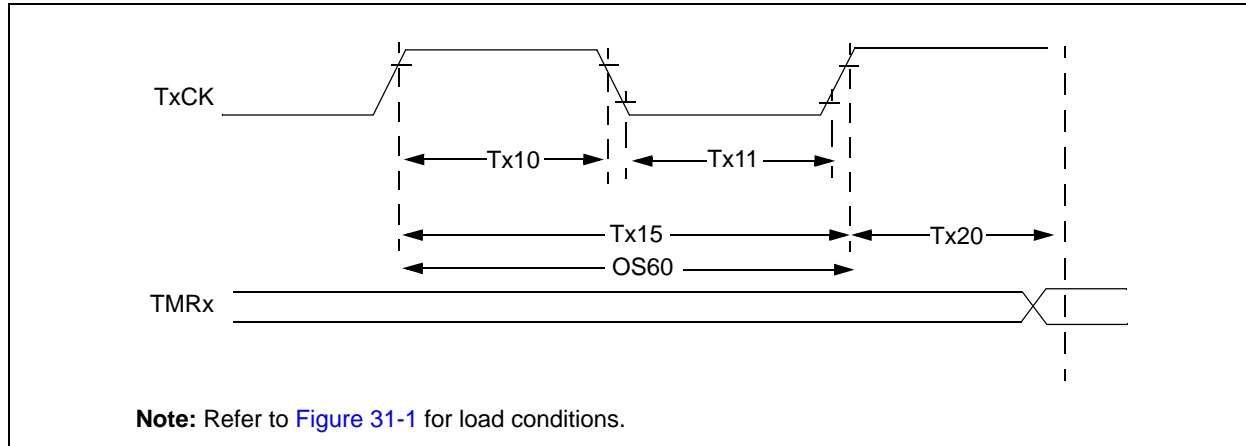 TxCK
Tx10 Tx11
Tx15 Tx20
OS60
TMRx
Note: Refer to Figure 31-1 for load conditions.